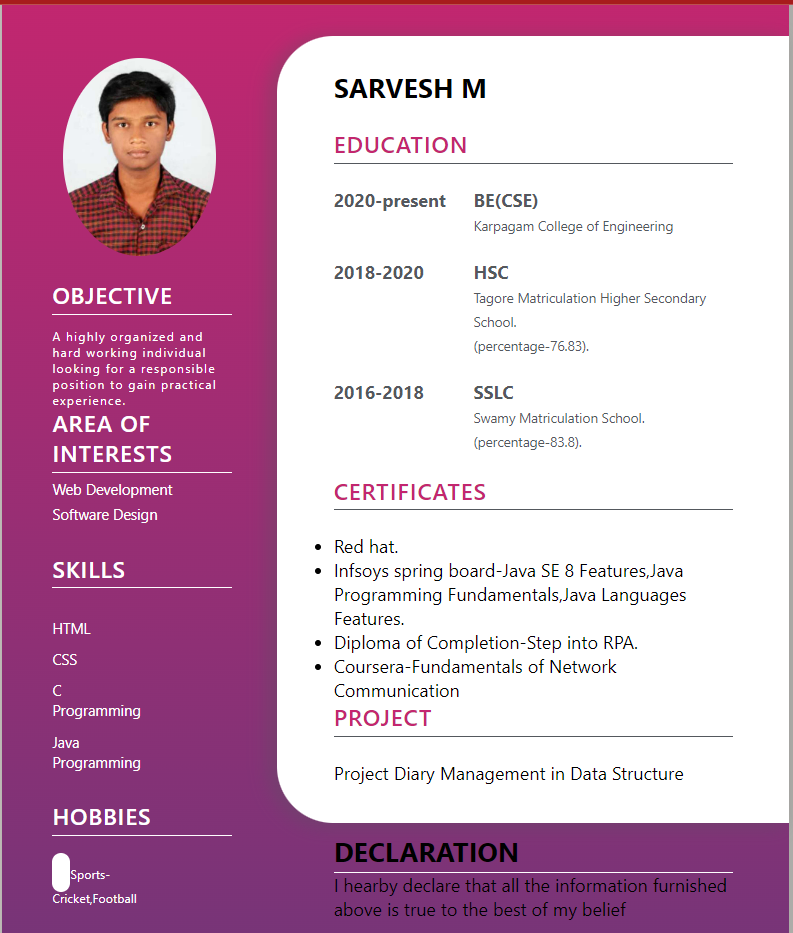 OBJECTIVE
A highly organized and
hard working individual
looking for a responsible
position to gain practical
experience.
AREA OF
INTERESTS
Web Development
Software Design
SKILLS
HTML
CSS
C
Programming
Java
Programming
HOBBIES
Sports-
Cricket,Football
SARVESH M
EDUCATION
2020-present BE(CSE)
Karpagam College of Engineering
2018-2020 HSC
Tagore Matriculation Higher Secondary
School.
(percentage-76.83).
2016-2018 SSLC
Swamy Matriculation School.
(percentage-83.8).
CERTIFICATES
Red hat.
Infsoys spring board-Java SE 8 Features,Java
Programming Fundamentals,Java Languages
Features.
Diploma of Completion-Step into RPA.
Coursera-Fundamentals of Network
Communication
PROJECT
Project Diary Management in Data Structure
DECLARATION
I hearby declare that all the information furnished
above is true to the best of my belief